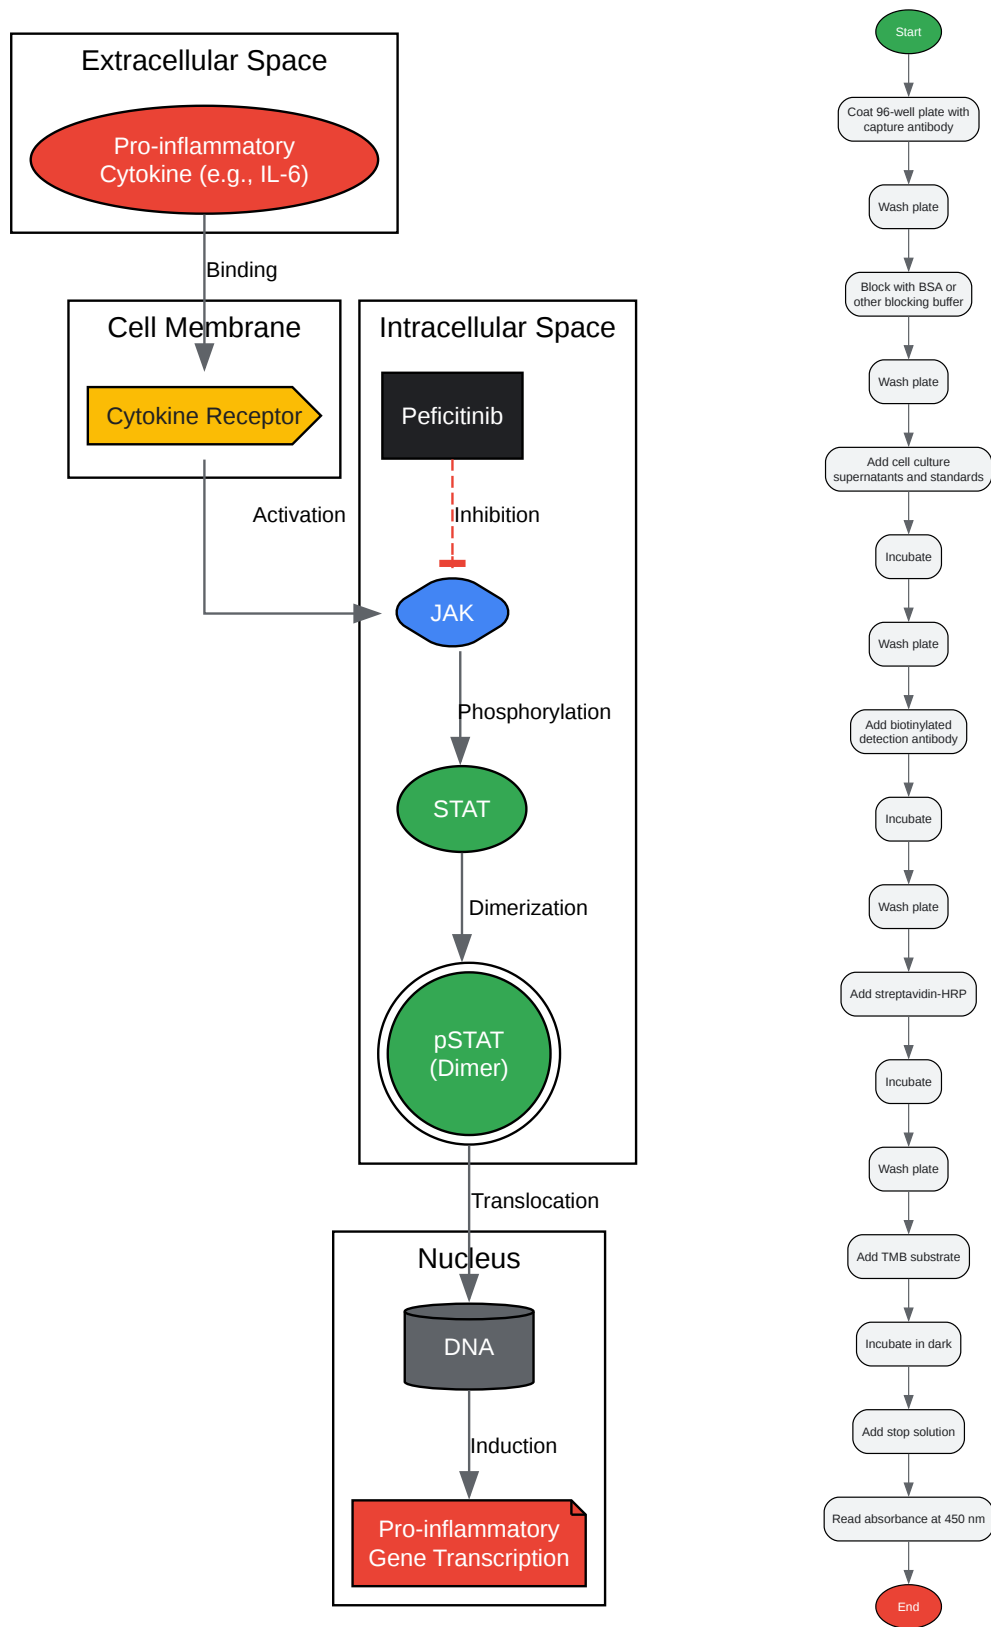 Extracellular Space
Pro-inflammatory
Cytokine (e.g., IL-6)
Binding
Cell Membrane
Cytokine Receptor
Activation
Intracellular Space
Peficitinib
Inhibition
JAK
Phosphorylation
STAT
Dimerization
pSTAT
(Dimer)
Translocation
Nucleus
DNA
Induction
Pro-inflammatory
Gene Transcription
Start
Coat 96-well plate with
capture antibody
Wash plate
Block with BSA or
other blocking buffer
Wash plate
Add cell culture
supernatants and standards
Incubate
Wash plate
Add biotinylated
detection antibody
Incubate
Wash plate
Add streptavidin-HRP
Incubate
Wash plate
Add TMB substrate
Incubate in dark
Add stop solution
Read absorbance at 450 nm
End